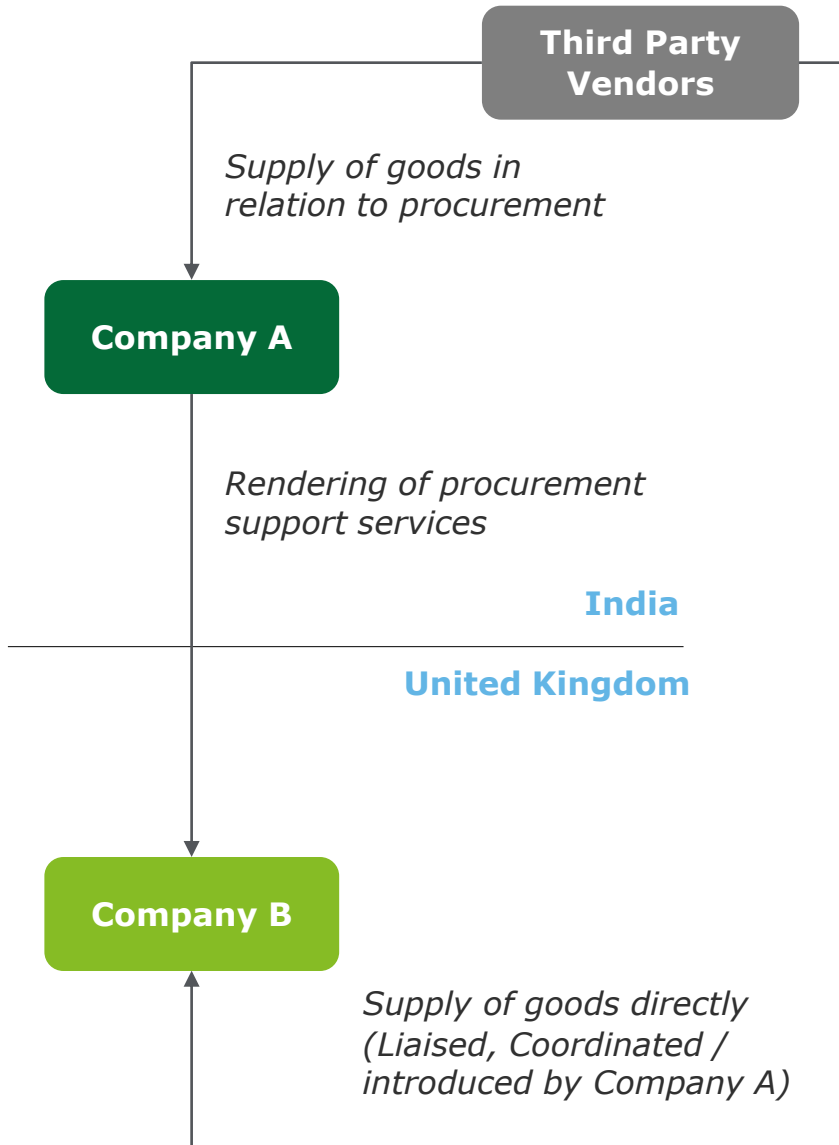 Third Party
Vendors
Supply of goods in
relation to procurement
Company A
Rendering of procurement
support services
India
United Kingdom
Company B
Supply of goods directly
(Liaised, Coordinated /
introduced by Company A)